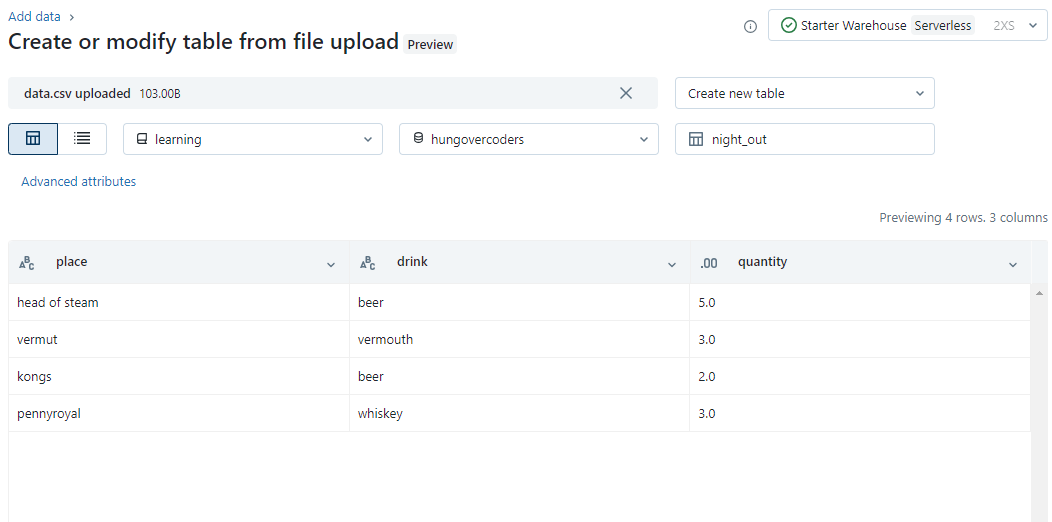 Add data ›
Create or modify table from file upload Preview
Starter Warehouse Serverless 2XS
data.csv uploaded 103.00B
Create new table
learning
hungovercoders
night_out
Advanced attributes
Previewing 4 rows. 3 columns
ABC place
ABC drink
.00 quantity
head of steam beer 5.0
vermut vermouth 3.0
kongs beer 2.0
pennyroyal whiskey 3.0